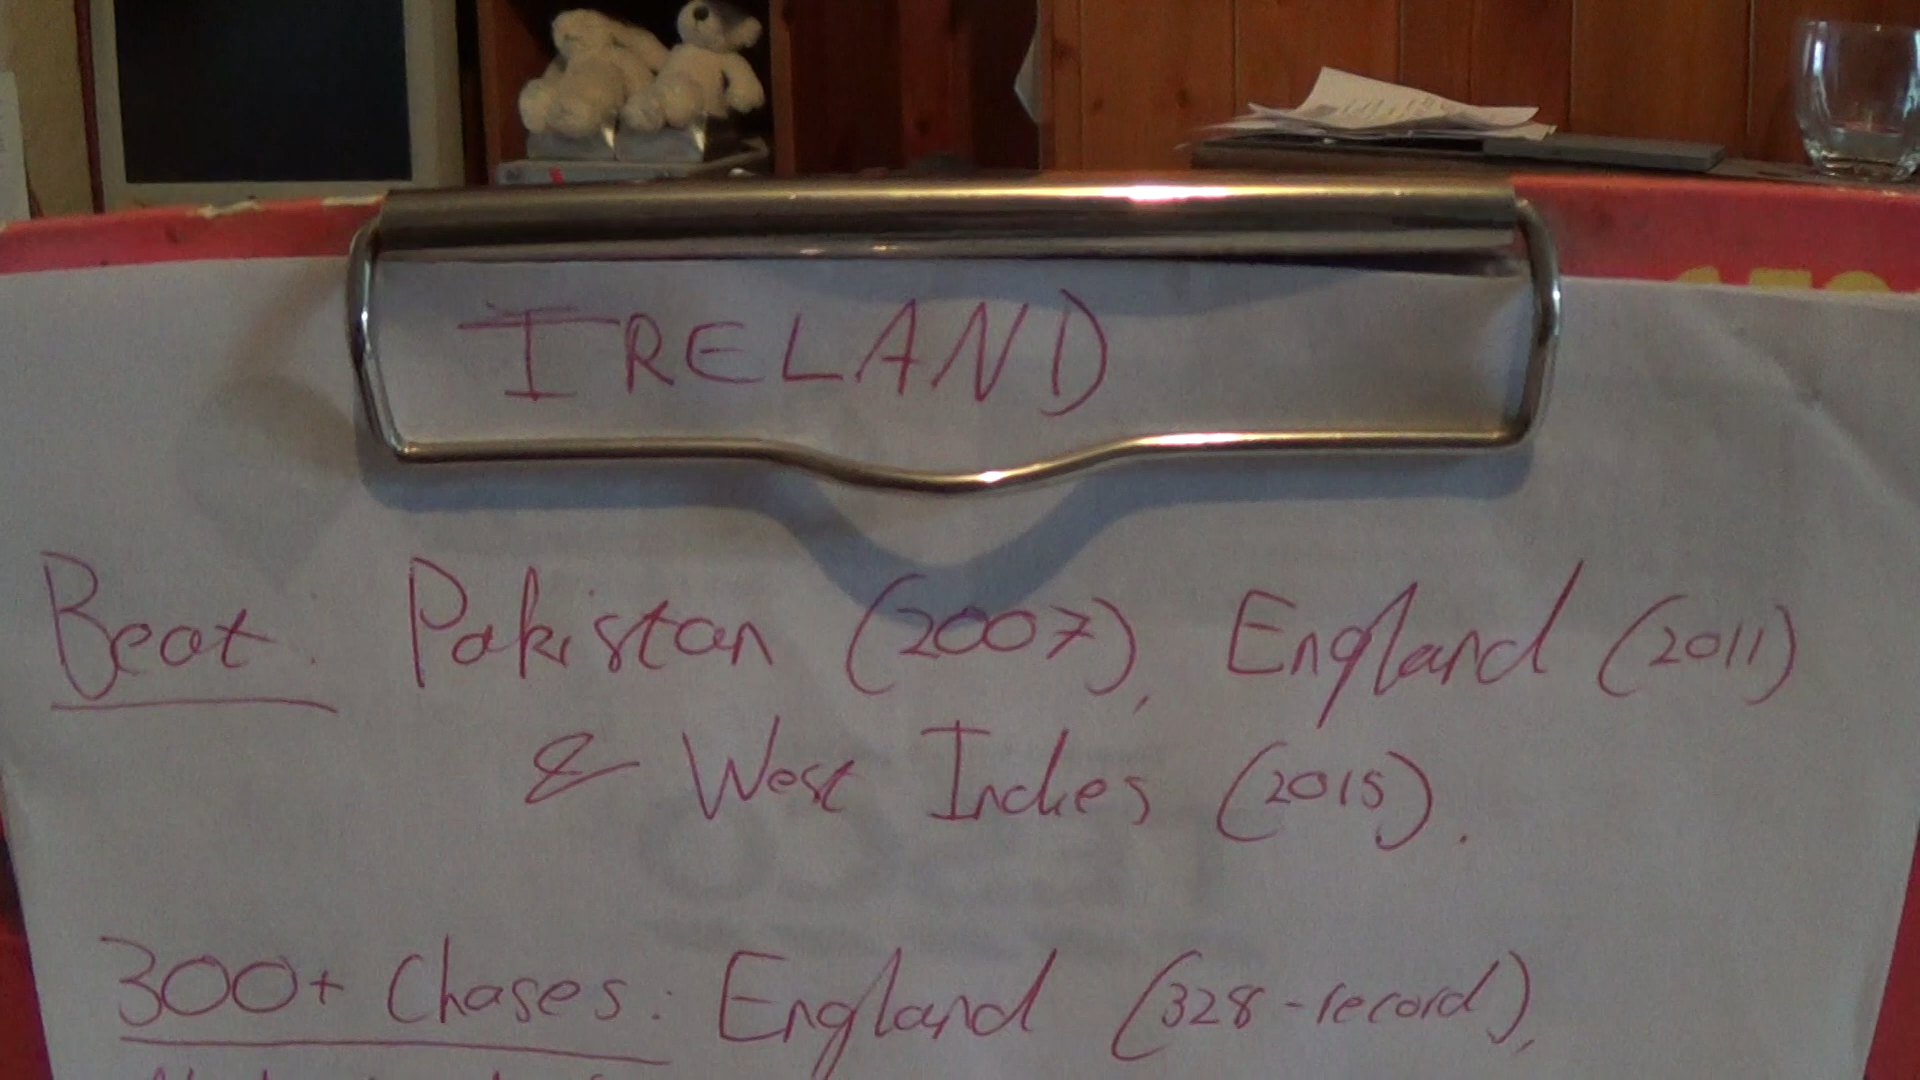 IRELAND
Beat: Pakistan (2007), England (2011)
& West Indies (2015).
300+ Chases: England (328-record),